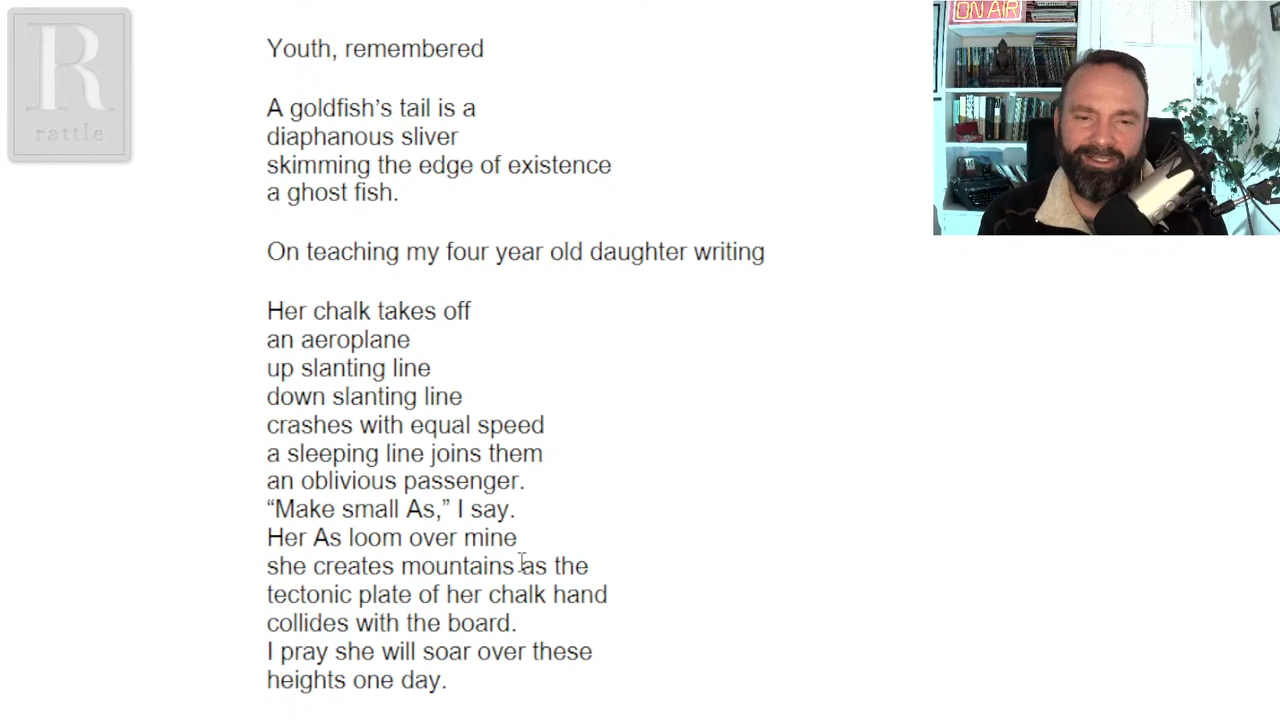 R
rattle
ON AIR
Youth, remembered
A goldfish’s tail is a
diaphanous sliver
skimming the edge of existence
a ghost fish.
On teaching my four year old daughter writing
Her chalk takes off
an aeroplane
up slanting line
down slanting line
crashes with equal speed
a sleeping line joins them
an oblivious passenger.
“Make small As,” I say.
Her As loom over mine
she creates mountains as the
tectonic plate of her chalk hand
collides with the board.
I pray she will soar over these
heights one day.